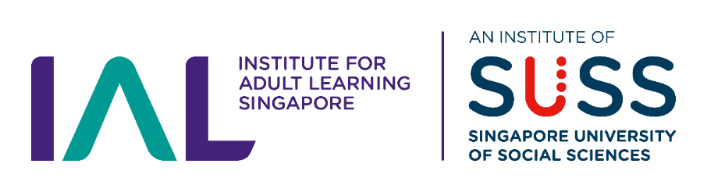 IAL
INSTITUTE FOR
ADULT LEARNING
SINGAPORE
AN INSTITUTE OF
SUSS
SINGAPORE UNIVERSITY
OF SOCIAL SCIENCES